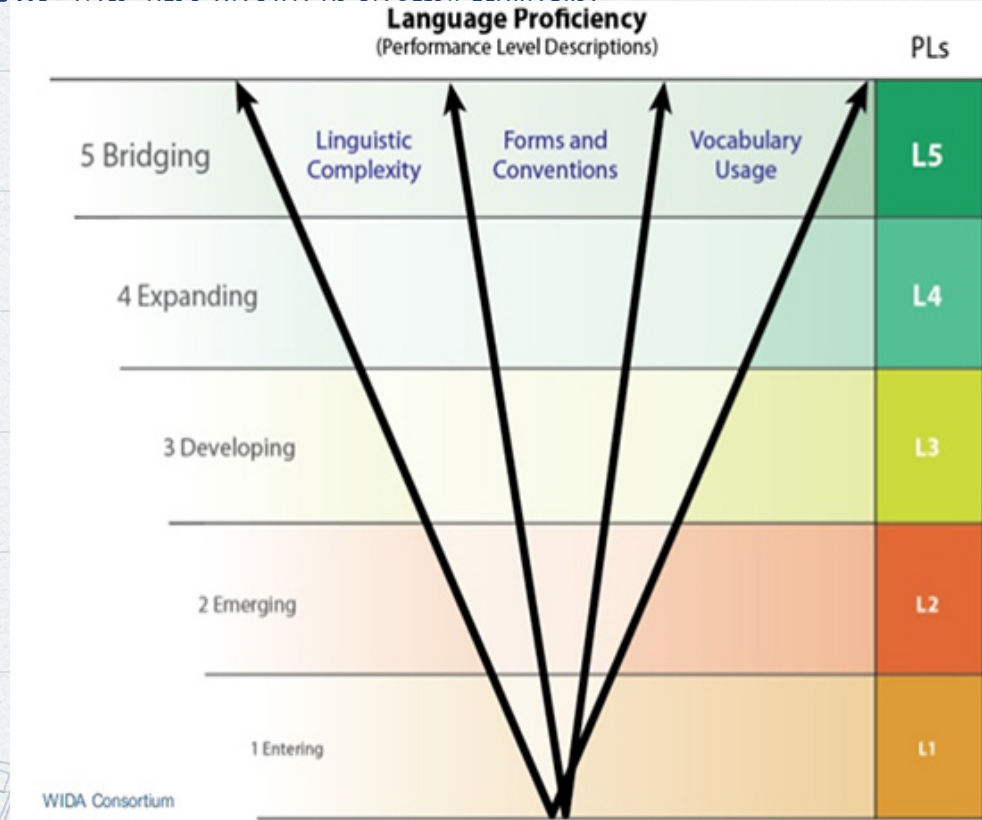 Language Proficiency
(Performance Level Descriptions)
PLs
5 Bridging
Linguistic
Complexity
Forms and
Conventions
Vocabulary
Usage
L5
4 Expanding
L4
3 Developing
L3
2 Emerging
L2
1 Entering
L1
WIDA Consortium